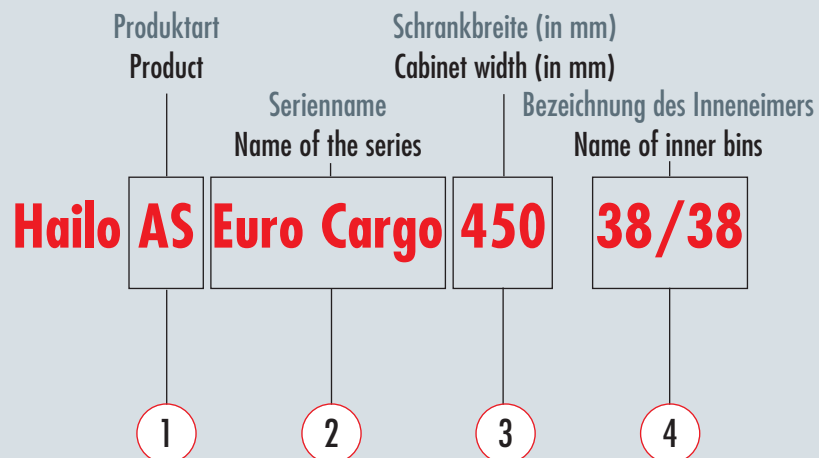 Produktart
Product
Schrankbreite (in mm)
Cabinet width (in mm)
Serienname
Name of the series
Bezeichnung des Inneneimers
Name of inner bins
Hailo AS Euro Cargo 450 38/38
1 2 3 4